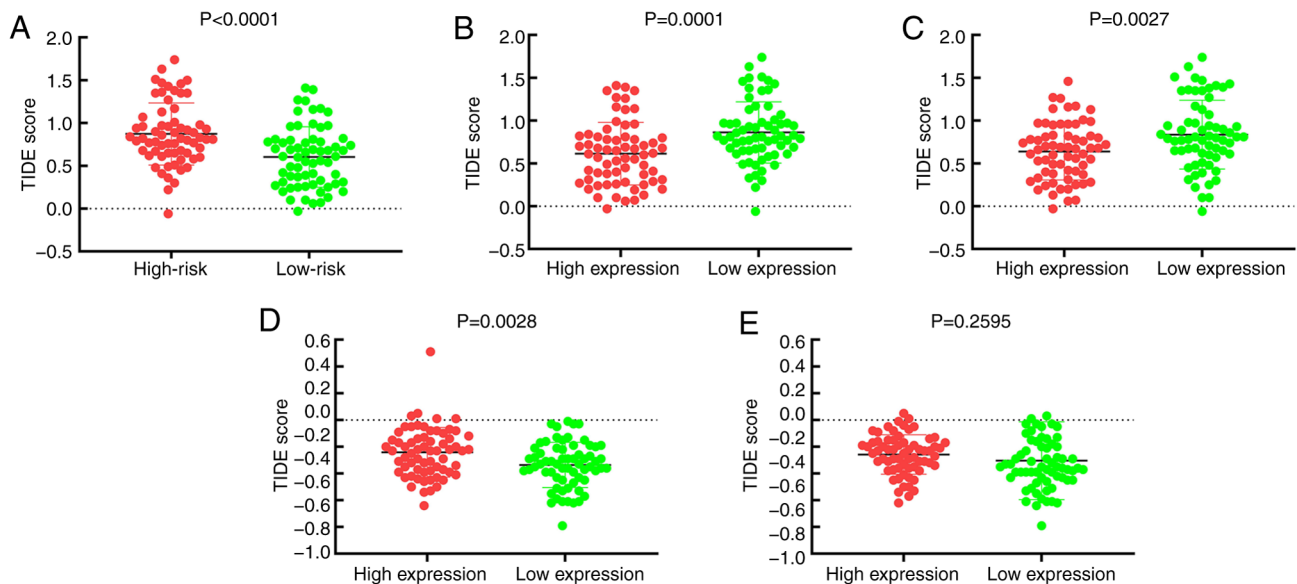 A
P<0.0001
TIDE score
2.0
1.5
1.0
0.5
0.0
−0.5
High-risk
Low-risk
B
P=0.0001
TIDE score
2.0
1.5
1.0
0.5
0.0
−0.5
High expression
Low expression
C
P=0.0027
TIDE score
2.0
1.5
1.0
0.5
0.0
−0.5
High expression
Low expression
D
P=0.0028
TIDE score
0.6
0.4
0.2
0.0
−0.2
−0.4
−0.6
−0.8
−1.0
High expression
Low expression
E
P=0.2595
TIDE score
0.6
0.4
0.2
0.0
−0.2
−0.4
−0.6
−0.8
−1.0
High expression
Low expression